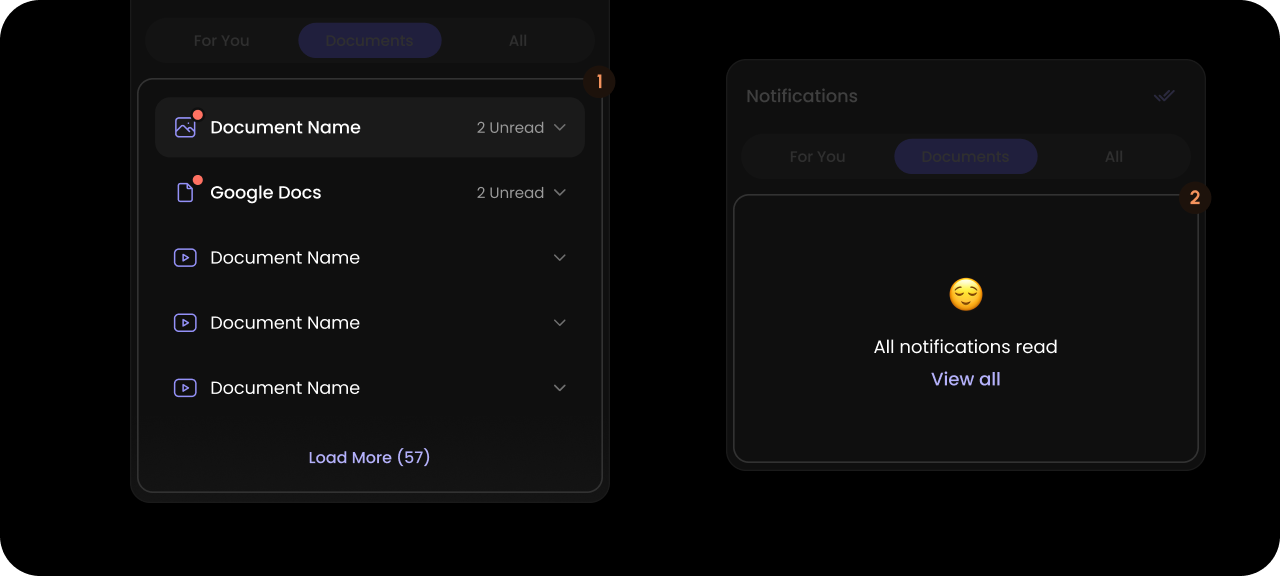 For You
Documents
All
1
Document Name
2 Unread
Google Docs
2 Unread
Document Name
Document Name
Document Name
Load More (57)
Notifications
For You
Documents
All
2
All notifications read
View all